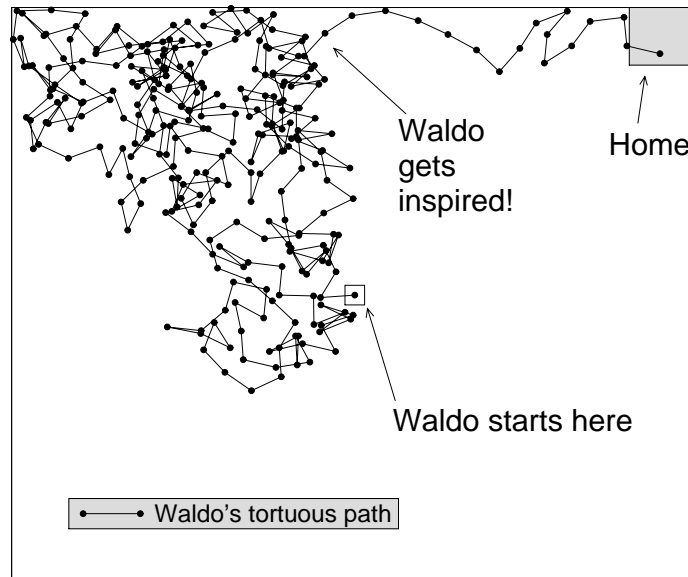 Waldo
gets
inspired!
Home
Waldo starts here
Waldo's tortuous path